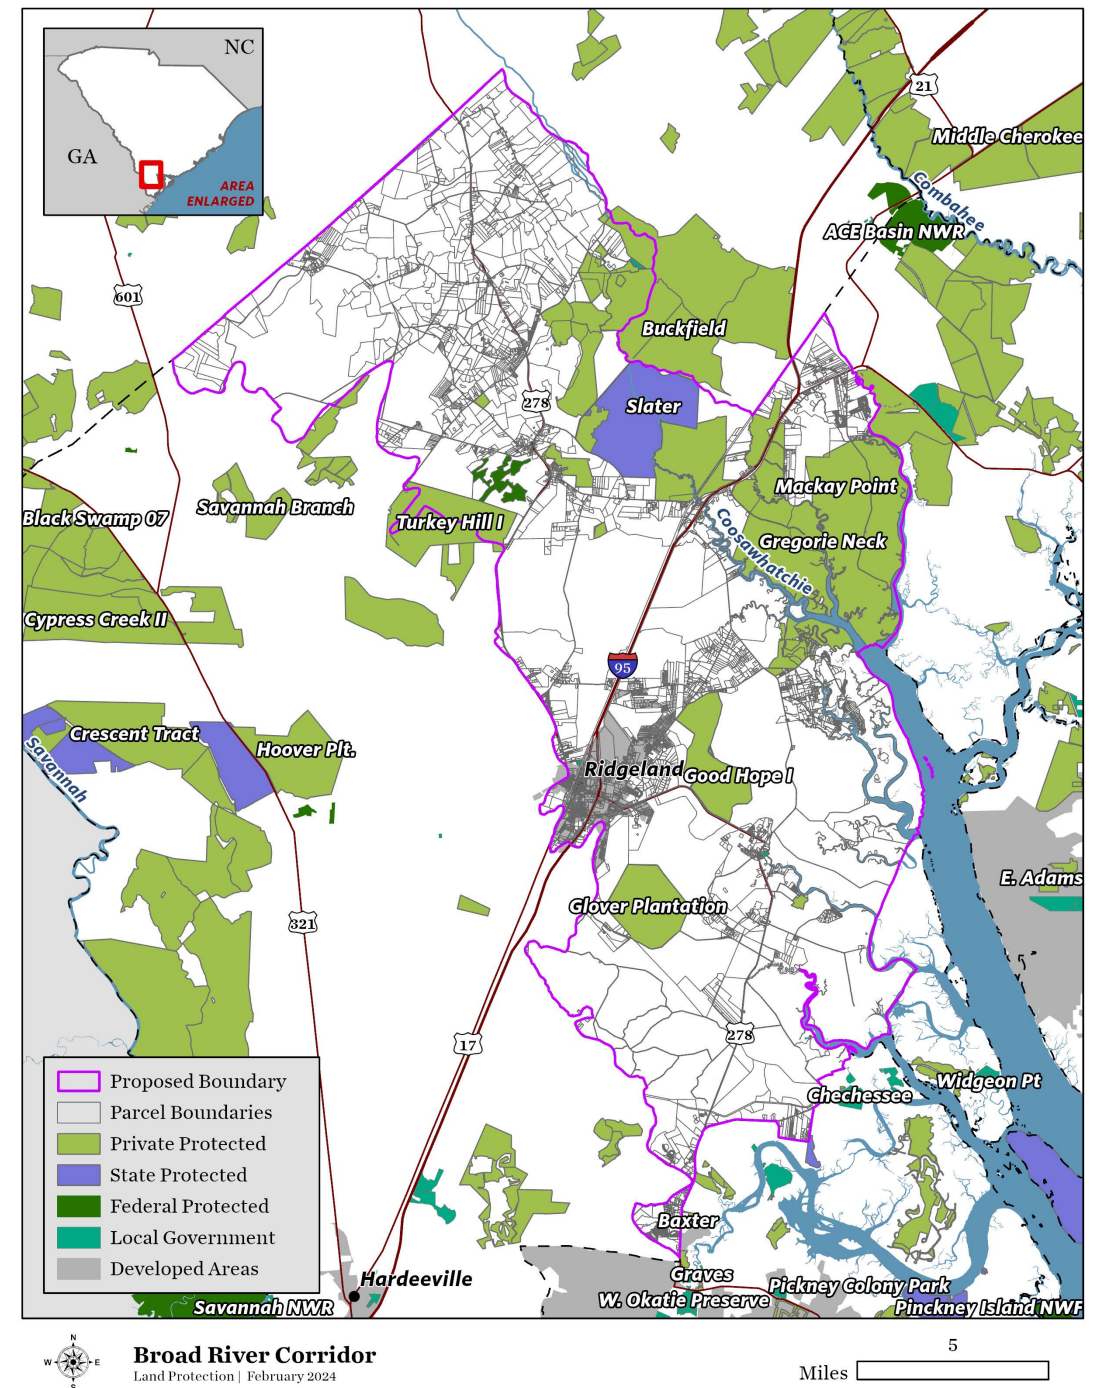 NC
GA
AREA
ENLARGED
21
Middle Cherokee
Combahee
ACE Basin NWR
601
Buckfield
278
Slater
Savannah Branch
Black Swamp 07
Turkey Hill I
Mackay Point
Gregorie Neck
Coosawhatchie
Cypress Creek II
95
Crescent Tract
Hoover Plt.
Savannah
Ridgeland
Good Hope I
E. Adams
Glover Plantation
321
17
278
Widgeon Pt
Chechessee
Proposed Boundary
Parcel Boundaries
Private Protected
State Protected
Federal Protected
Local Government
Developed Areas
Baxter
Graves
Hardeeville
Pickney Colony Park
W. Okatie Preserve
Savannah NWR
Pinckney Island NWR
N
W
E
S
Broad River Corridor
Land Protection | February 2024
5
Miles